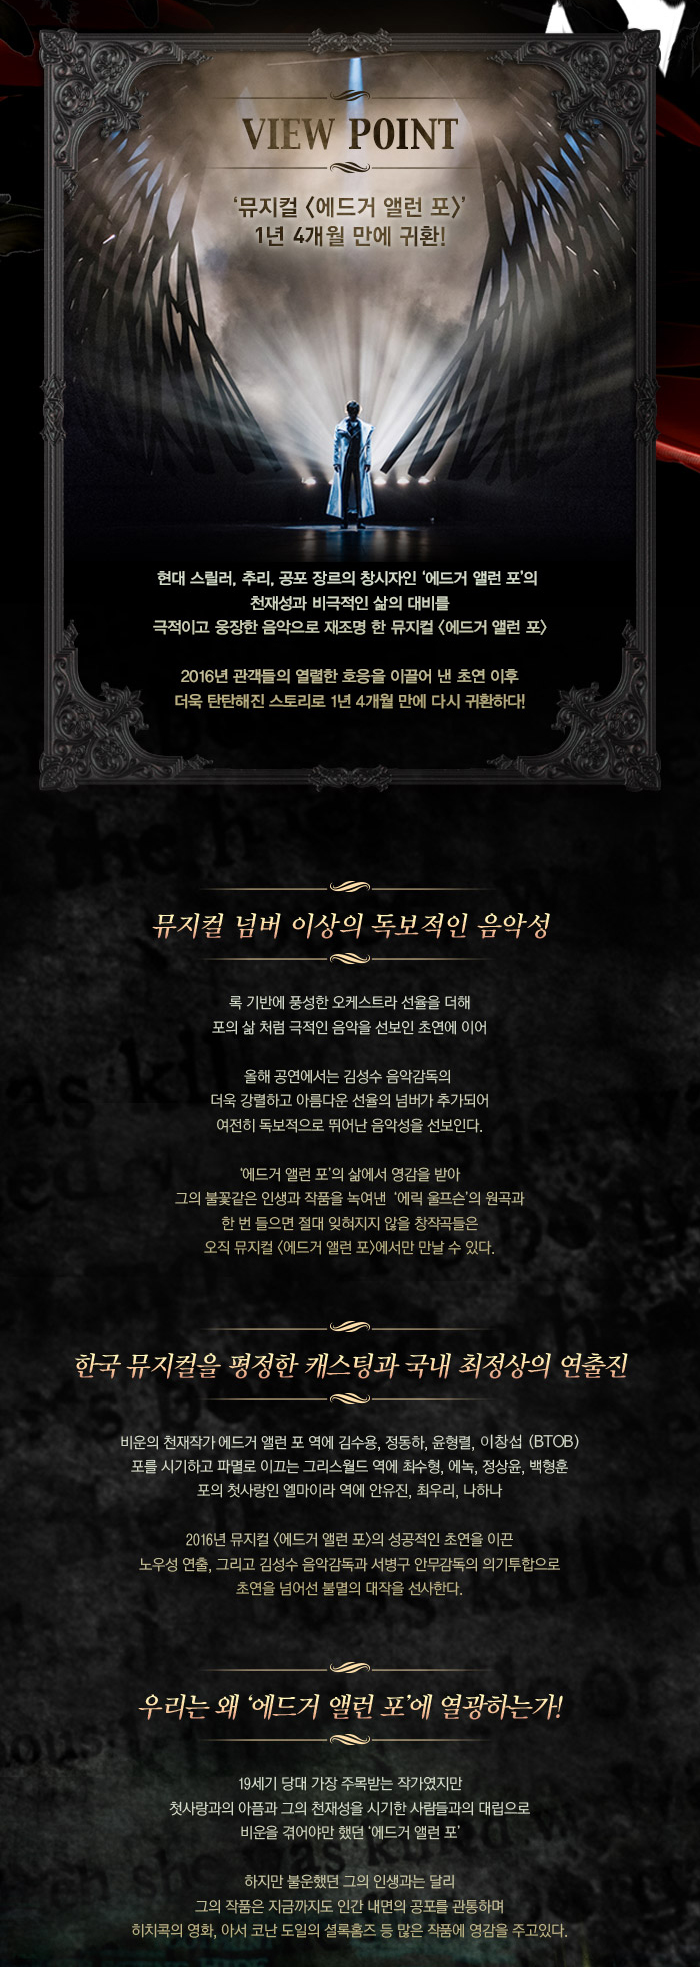 VIEW POINT
‘뮤지컬 <에드거 앨런 포>’
1년 4개월 만에 귀환!
현대 스릴러, 추리, 공포 장르의 창시자인 ‘에드거 앨런 포’의
천재성과 비극적인 삶의 대비를
극적이고 웅장한 음악으로 재조명 한 뮤지컬 <에드거 앨런 포>
2016년 관객들의 열렬한 호응을 이끌어 낸 초연 이후
더욱 탄탄해진 스토리로 1년 4개월 만에 다시 귀환하다!
뮤지컬 넘버 이상의 독보적인 음악성
록 기반에 풍성한 오케스트라 선율을 더해
포의 삶 처럼 극적인 음악을 선보인 초연에 이어
올해 공연에서는 김성수 음악감독의
더욱 강렬하고 아름다운 선율의 넘버가 추가되어
여전히 독보적으로 뛰어난 음악성을 선보인다.
‘에드거 앨런 포’의 삶에서 영감을 받아
그의 불꽃같은 인생과 작품을 녹여낸 ‘에릭 울프슨’의 원곡과
한 번 들으면 절대 잊혀지지 않을 창작곡들은
오직 뮤지컬 <에드거 앨런 포>에서만 만날 수 있다.
한국 뮤지컬을 평정한 캐스팅과 국내 최정상의 연출진
비운의 천재작가 에드거 앨런 포 역에 김수용, 정동하, 윤형렬, 이창섭 (BTOB)
포를 시기하고 파멸로 이끄는 그리스월드 역에 최수형, 에녹, 정상윤, 백형훈
포의 첫사랑인 엘마이라 역에 안유진, 최우리, 나하나
2016년 뮤지컬 <에드거 앨런 포>의 성공적인 초연을 이끈
노우성 연출, 그리고 김성수 음악감독과 서병구 안무감독의 의기투합으로
초연을 넘어선 불멸의 대작을 선사한다.
우리는 왜 ‘에드거 앨런 포’에 열광하는가!
19세기 당대 가장 주목받는 작가였지만
첫사랑과의 아픔과 그의 천재성을 시기한 사람들과의 대립으로
비운을 겪어야만 했던 ‘에드거 앨런 포’
하지만 불운했던 그의 인생과는 달리
그의 작품은 지금까지도 인간 내면의 공포를 관통하며
히치콕의 영화, 아서 코난 도일의 셜록홈즈 등 많은 작품에 영감을 주고있다.